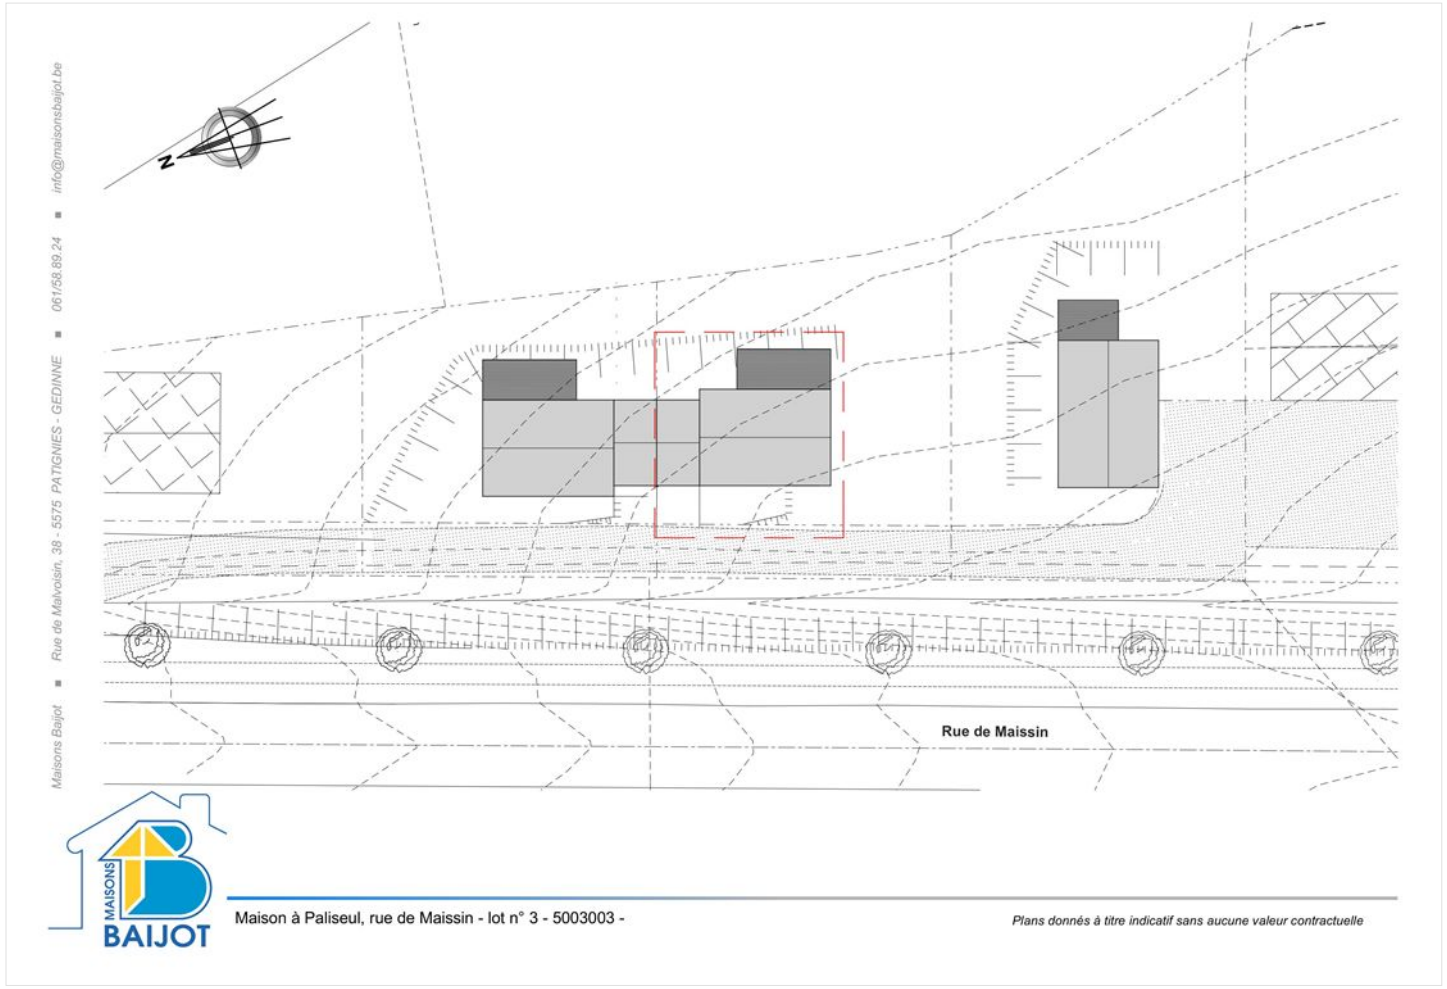 N
Maisons Baijot ■ Rue de Malvoisin, 38 - 5575 PATIGNIES - GEDINNE ■ 061/58.89.24 ■ info@maisonsbaijot.be
Rue de Maissin
MAISONS
B
BAIJOT
Maison à Paliseul, rue de Maissin - lot n° 3 - 5003003 -
Plans donnés à titre indicatif sans aucune valeur contractuelle